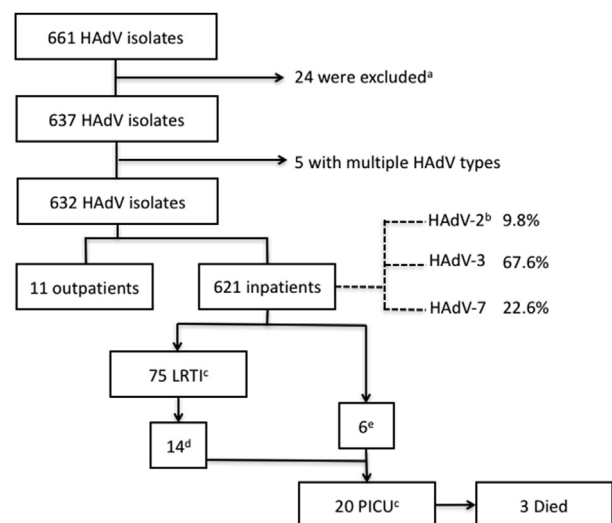 661 HAdV isolates
24 were excludedᵃ
637 HAdV isolates
5 with multiple HAdV types
632 HAdV isolates
HAdV-2ᵇ 9.8%
11 outpatients
621 inpatients
HAdV-3 67.6%
HAdV-7 22.6%
75 LRTIᶜ
14ᵈ
6ᵉ
20 PICUᶜ
3 Died